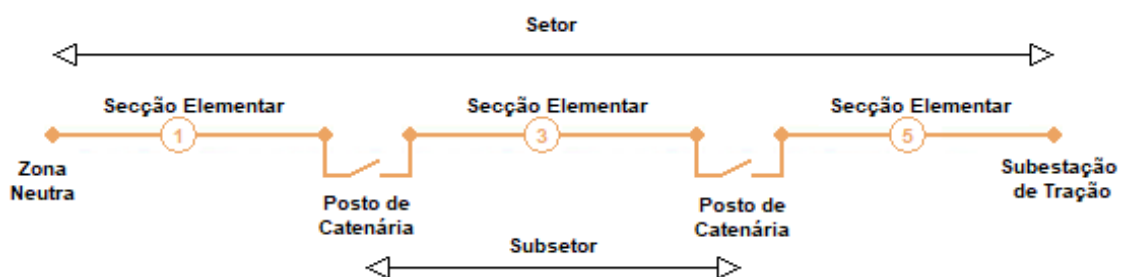 Setor
Secção Elementar
Secção Elementar
Secção Elementar
1
3
5
Zona
Neutra
Posto de
Catenária
Posto de
Catenária
Subestação
de Tração
Subsetor